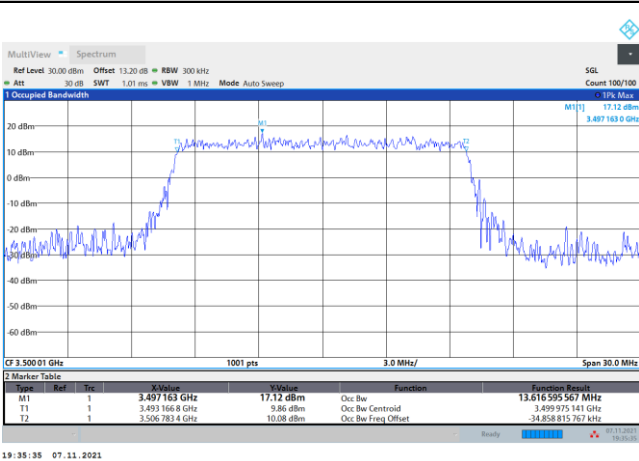 MultiView Spectrum
Ref Level 30.00 dBm Offset 13.20 dB RBW 300 kHz SGL
Att 30 dB SWT 1.01 ms VBW 1 MHz Mode Auto Sweep Count 100/100
1 Occupied Bandwidth 1Pk Max
M1[1] 17.12 dBm
3.497 163 0 GHz
M1
20 dBm
T1 T2
10 dBm
0 dBm
-10 dBm
-20 dBm
-30 dBm
-40 dBm
-50 dBm
-60 dBm
CF 3.500 01 GHz 1001 pts 3.0 MHz/ Span 30.0 MHz
2 Marker Table
Type Ref Trc X-Value Y-Value Function Function Result
M1 1 3.497 163 GHz 17.12 dBm Occ Bw 13.616 595 567 MHz
T1 1 3.493 166 8 GHz 9.86 dBm Occ Bw Centroid 3.499 975 141 GHz
T2 1 3.506 783 4 GHz 10.08 dBm Occ Bw Freq Offset -34.858 815 767 kHz
Ready 07.11.2021
19:35:35
19:35:35 07.11.2021